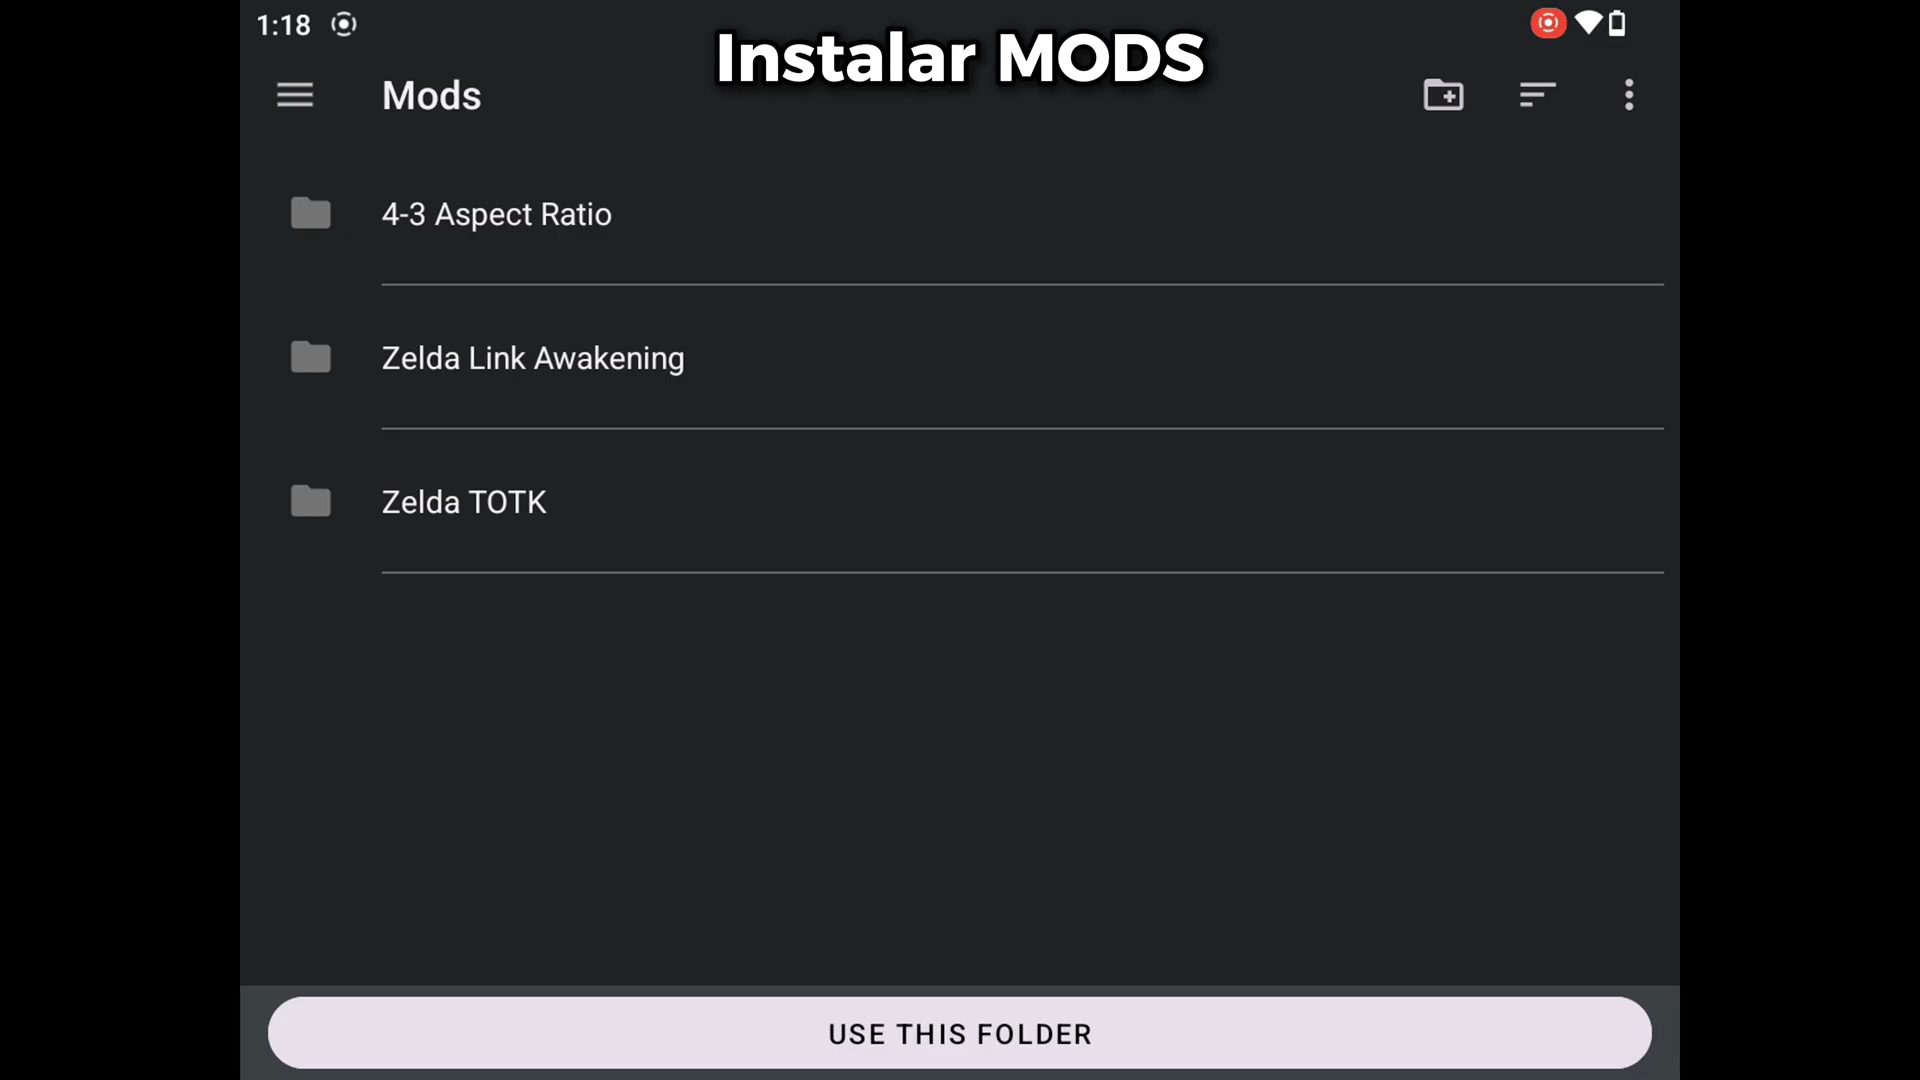 1:18
Instalar MODS
Mods
4-3 Aspect Ratio
Zelda Link Awakening
Zelda TOTK
USE THIS FOLDER